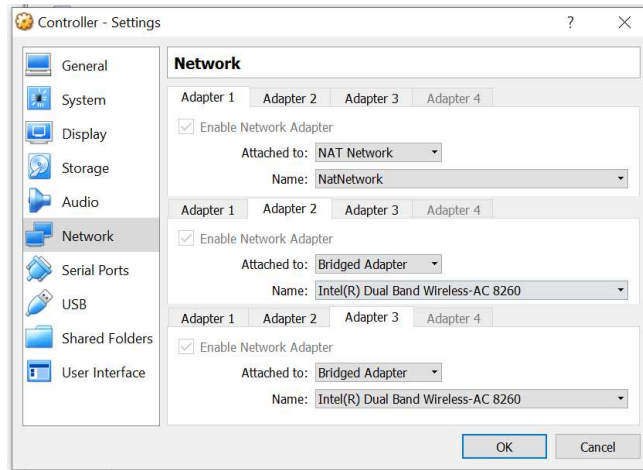 Controller - Settings
General
System
Display
Storage
Audio
Network
Serial Ports
USB
Shared Folders
User Interface
Network
Adapter 1 Adapter 2 Adapter 3 Adapter 4
Enable Network Adapter
Attached to: NAT Network
Name: NatNetwork
Adapter 1 Adapter 2 Adapter 3 Adapter 4
Enable Network Adapter
Attached to: Bridged Adapter
Name: Intel(R) Dual Band Wireless-AC 8260
Adapter 1 Adapter 2 Adapter 3 Adapter 4
Enable Network Adapter
Attached to: Bridged Adapter
Name: Intel(R) Dual Band Wireless-AC 8260
OK Cancel